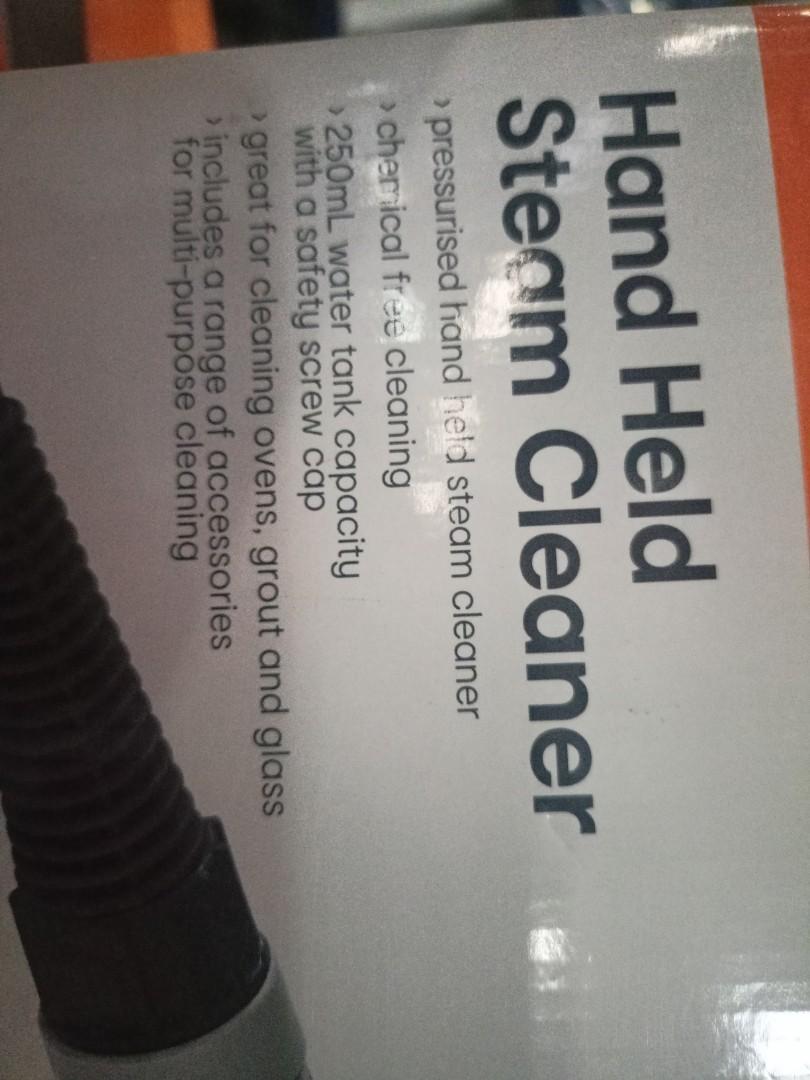 Hand Held
Steam Cleaner
› pressurised hand held steam cleaner
› chemical free cleaning
› 250mL water tank capacity
with a safety screw cap
› great for cleaning ovens, grout and glass
› includes a range of accessories
for multi-purpose cleaning